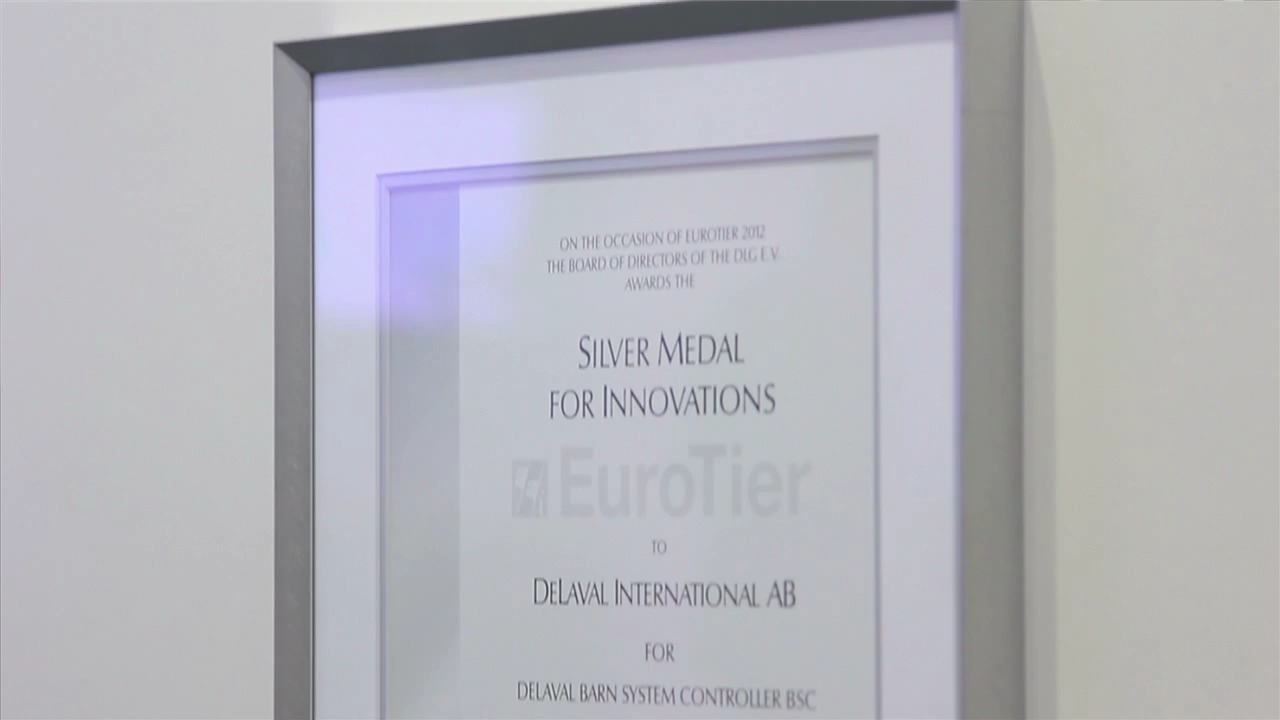 ON THE OCCASION OF EUROTIER 2012
THE BOARD OF DIRECTORS OF THE DLG E.V.
AWARDS THE
SILVER MEDAL
FOR INNOVATIONS
EuroTier
TO
DELAVAL INTERNATIONAL AB
FOR
DELAVAL BARN SYSTEM CONTROLLER BSC